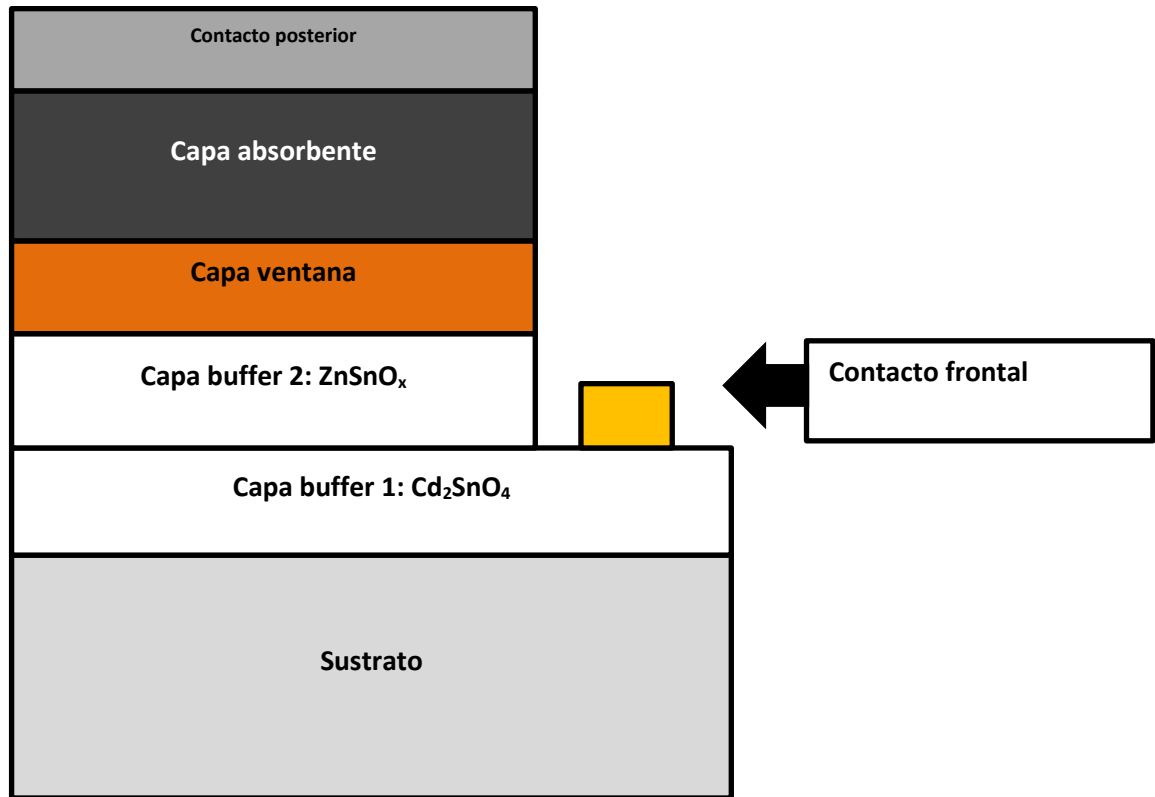 Contacto posterior
Capa absorbente
Capa ventana
Capa buffer 2: ZnSnOₓ
Contacto frontal
Capa buffer 1: Cd₂SnO₄
Sustrato